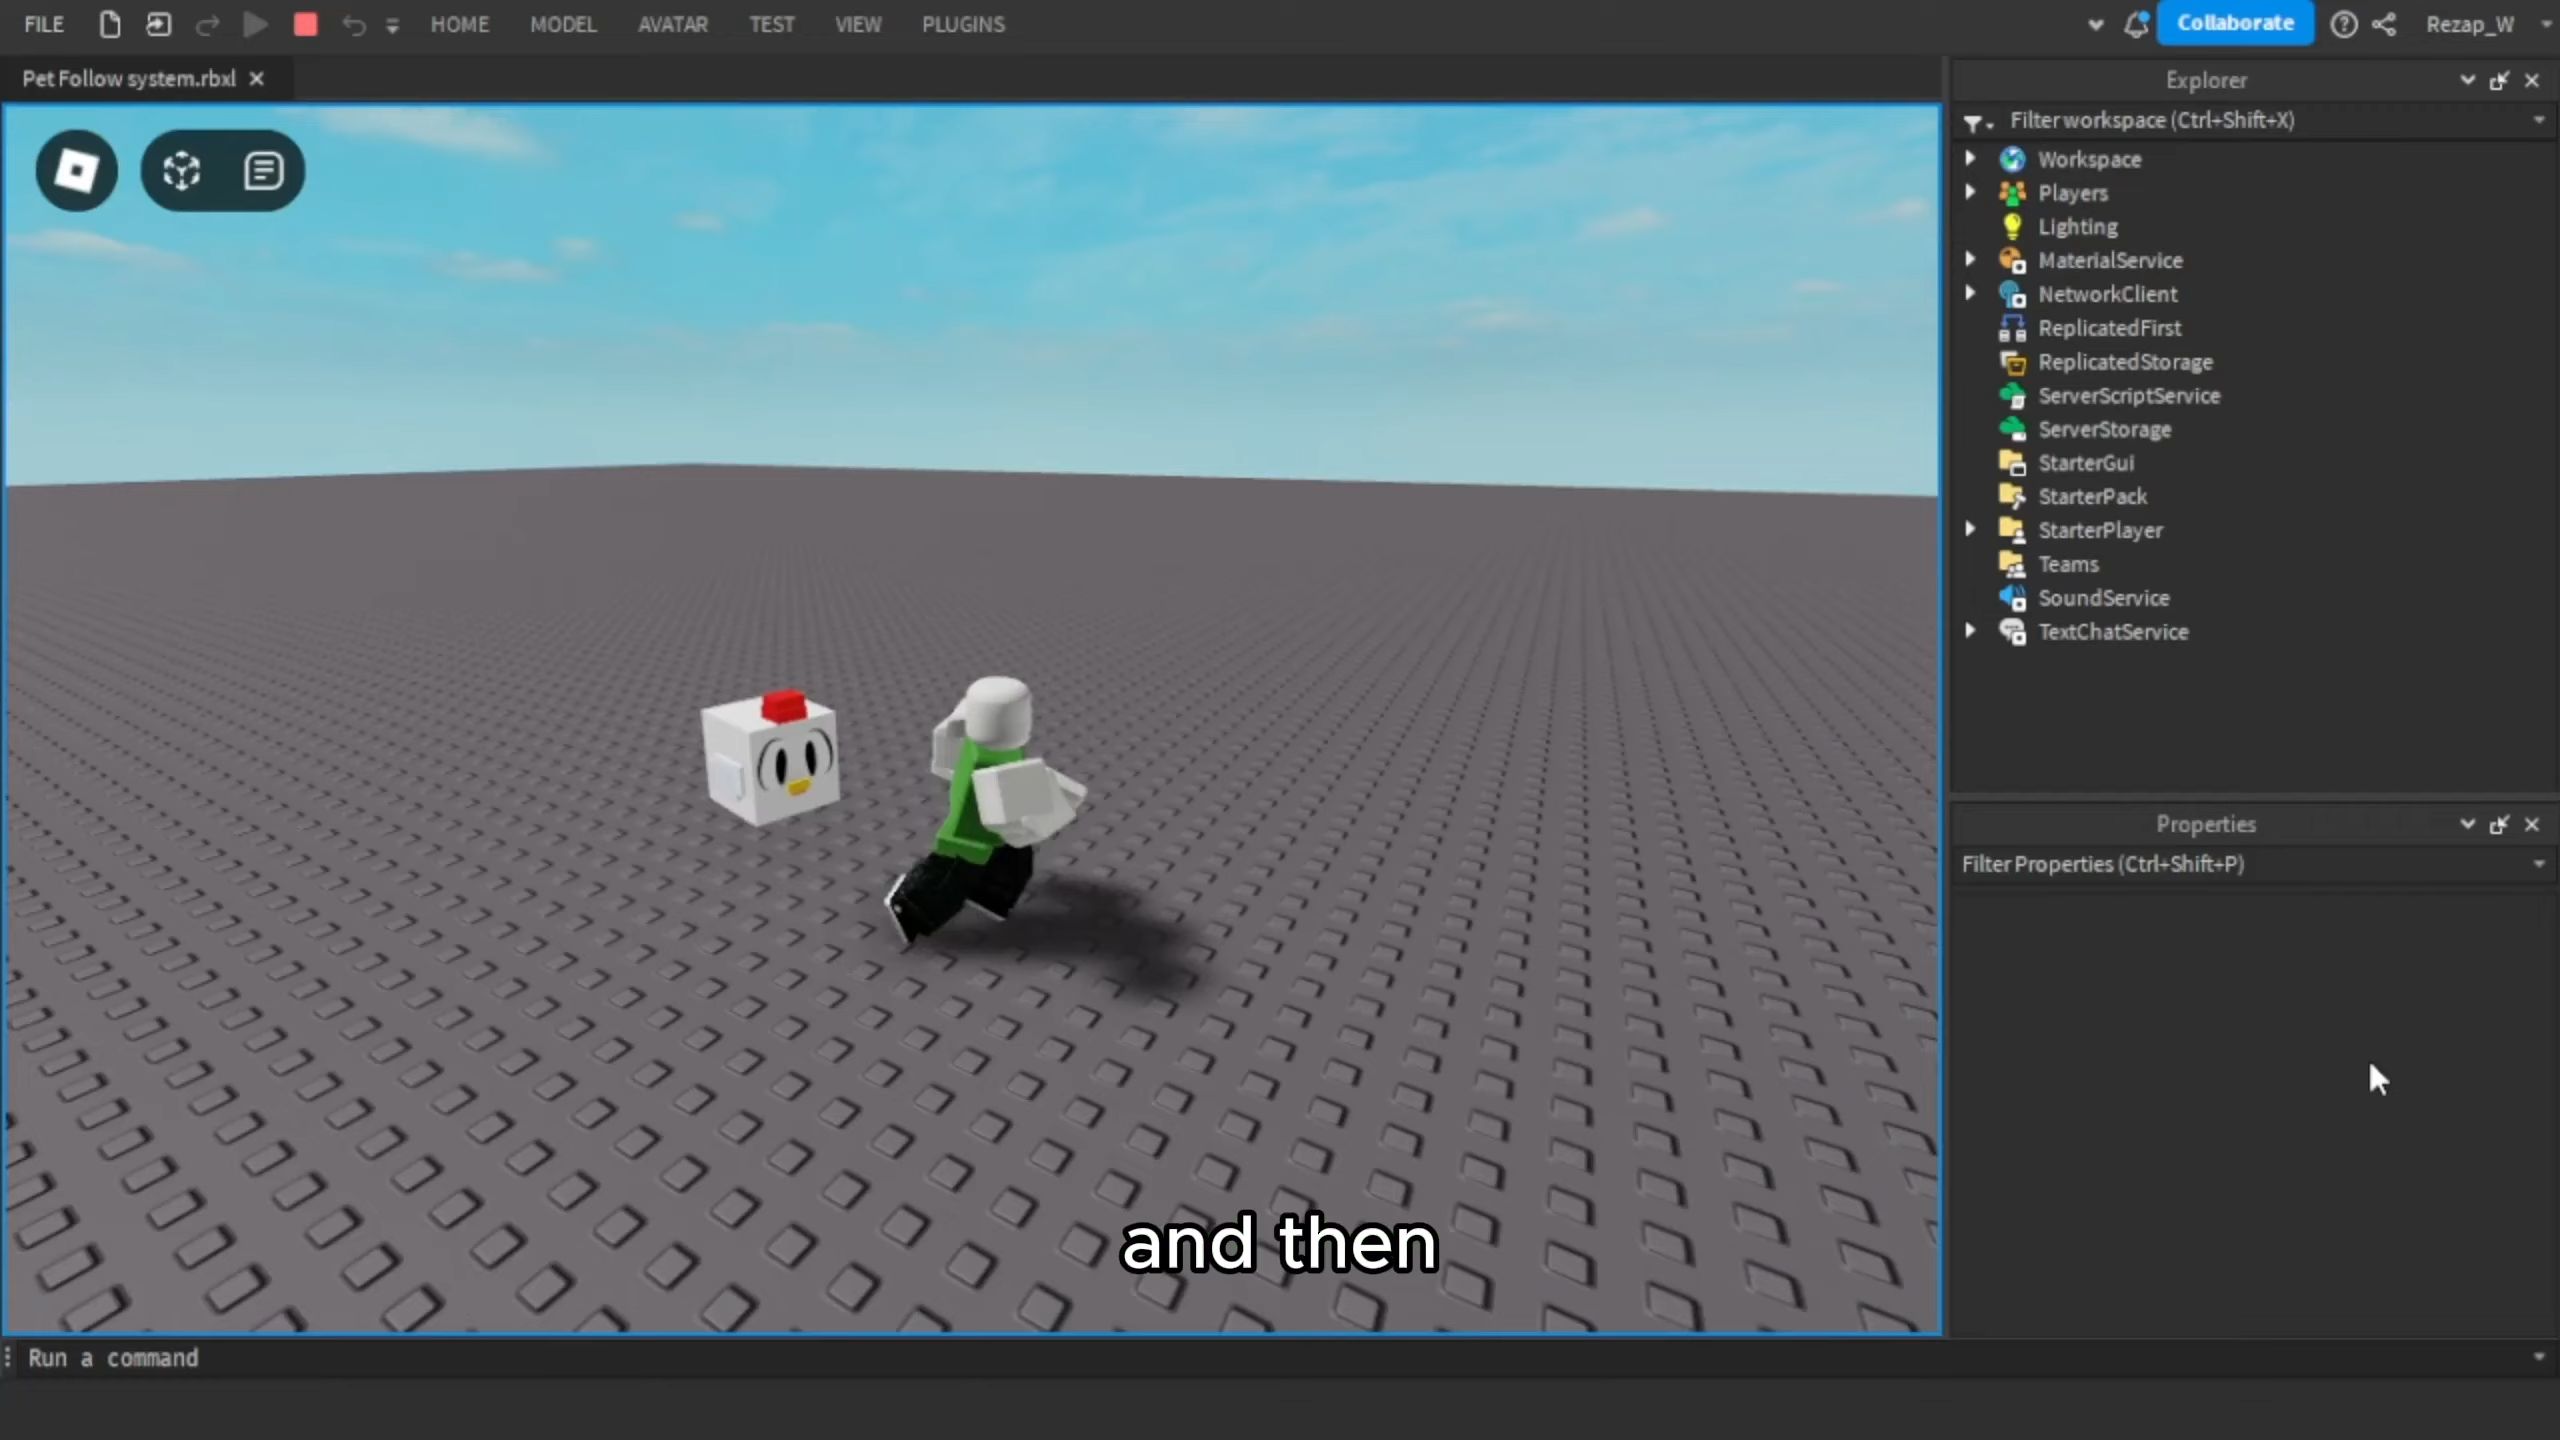 FILE HOME MODEL AVATAR TEST VIEW PLUGINS Collaborate Rezap_W
Pet Follow system.rbxl
Explorer
Filter workspace (Ctrl+Shift+X)
Workspace
Players
Lighting
MaterialService
NetworkClient
ReplicatedFirst
ReplicatedStorage
ServerScriptService
ServerStorage
StarterGui
StarterPack
StarterPlayer
Teams
SoundService
TextChatService
Properties
Filter Properties (Ctrl+Shift+P)
and then
Run a command